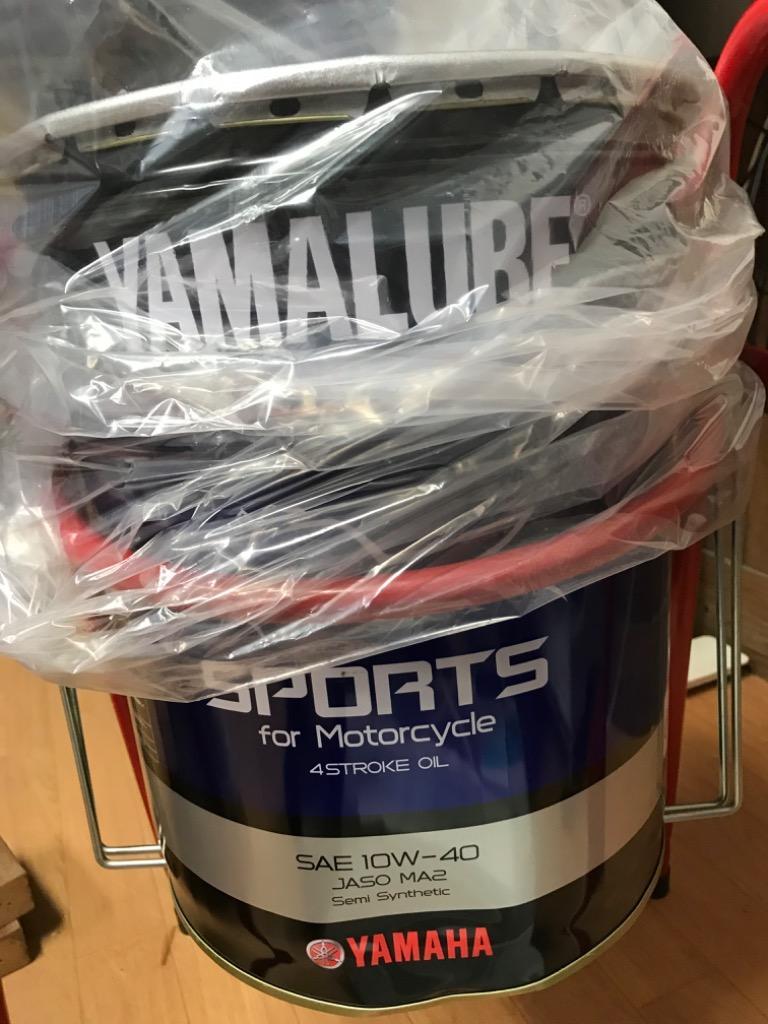 YAMALUBE®
SPORTS
for Motorcycle
4STROKE OIL
SAE 10W-40
JASO MA2
Semi Synthetic
YAMAHA